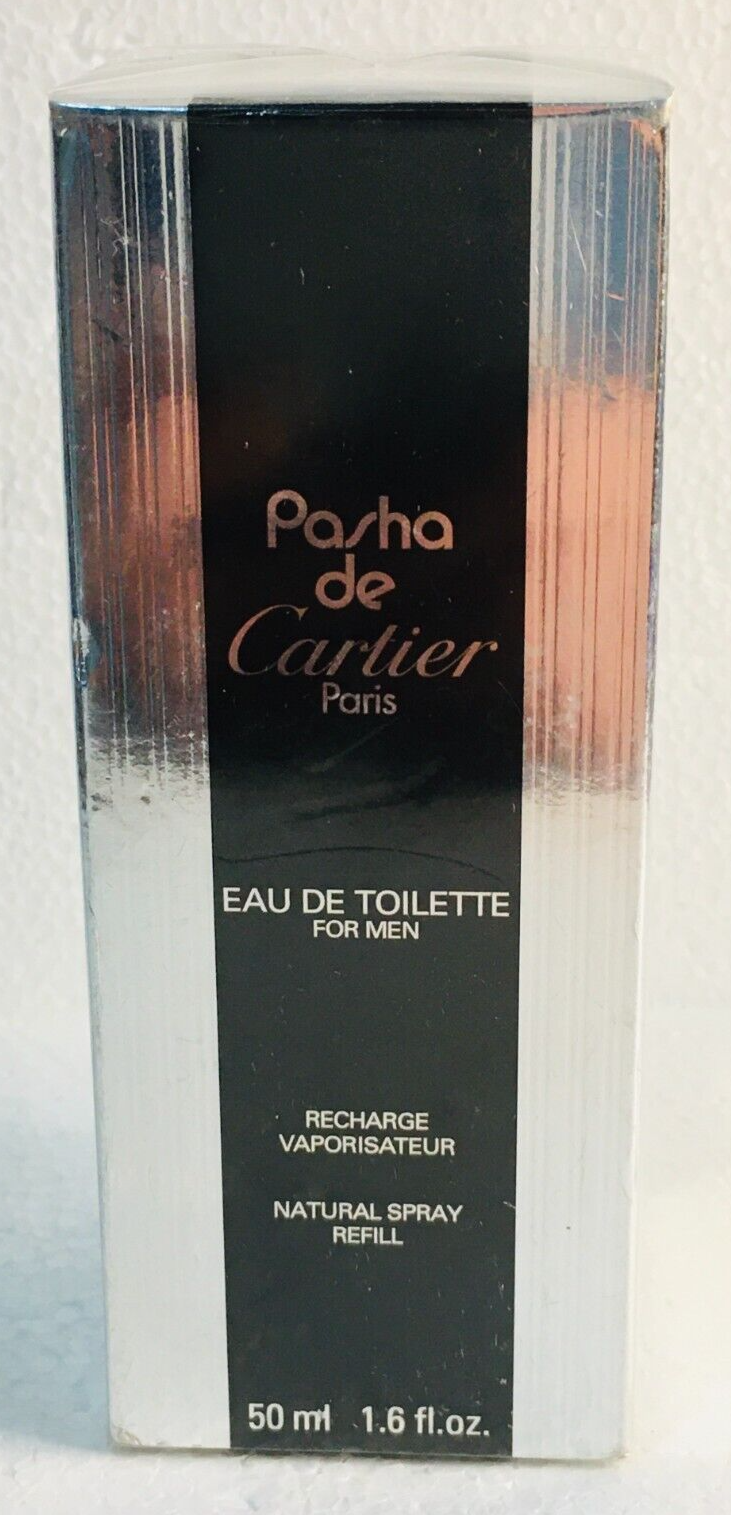 Pasha
de
Cartier
Paris
EAU DE TOILETTE
FOR MEN
RECHARGE
VAPORISATEUR
NATURAL SPRAY
REFILL
50 ml 1.6 fl.oz.